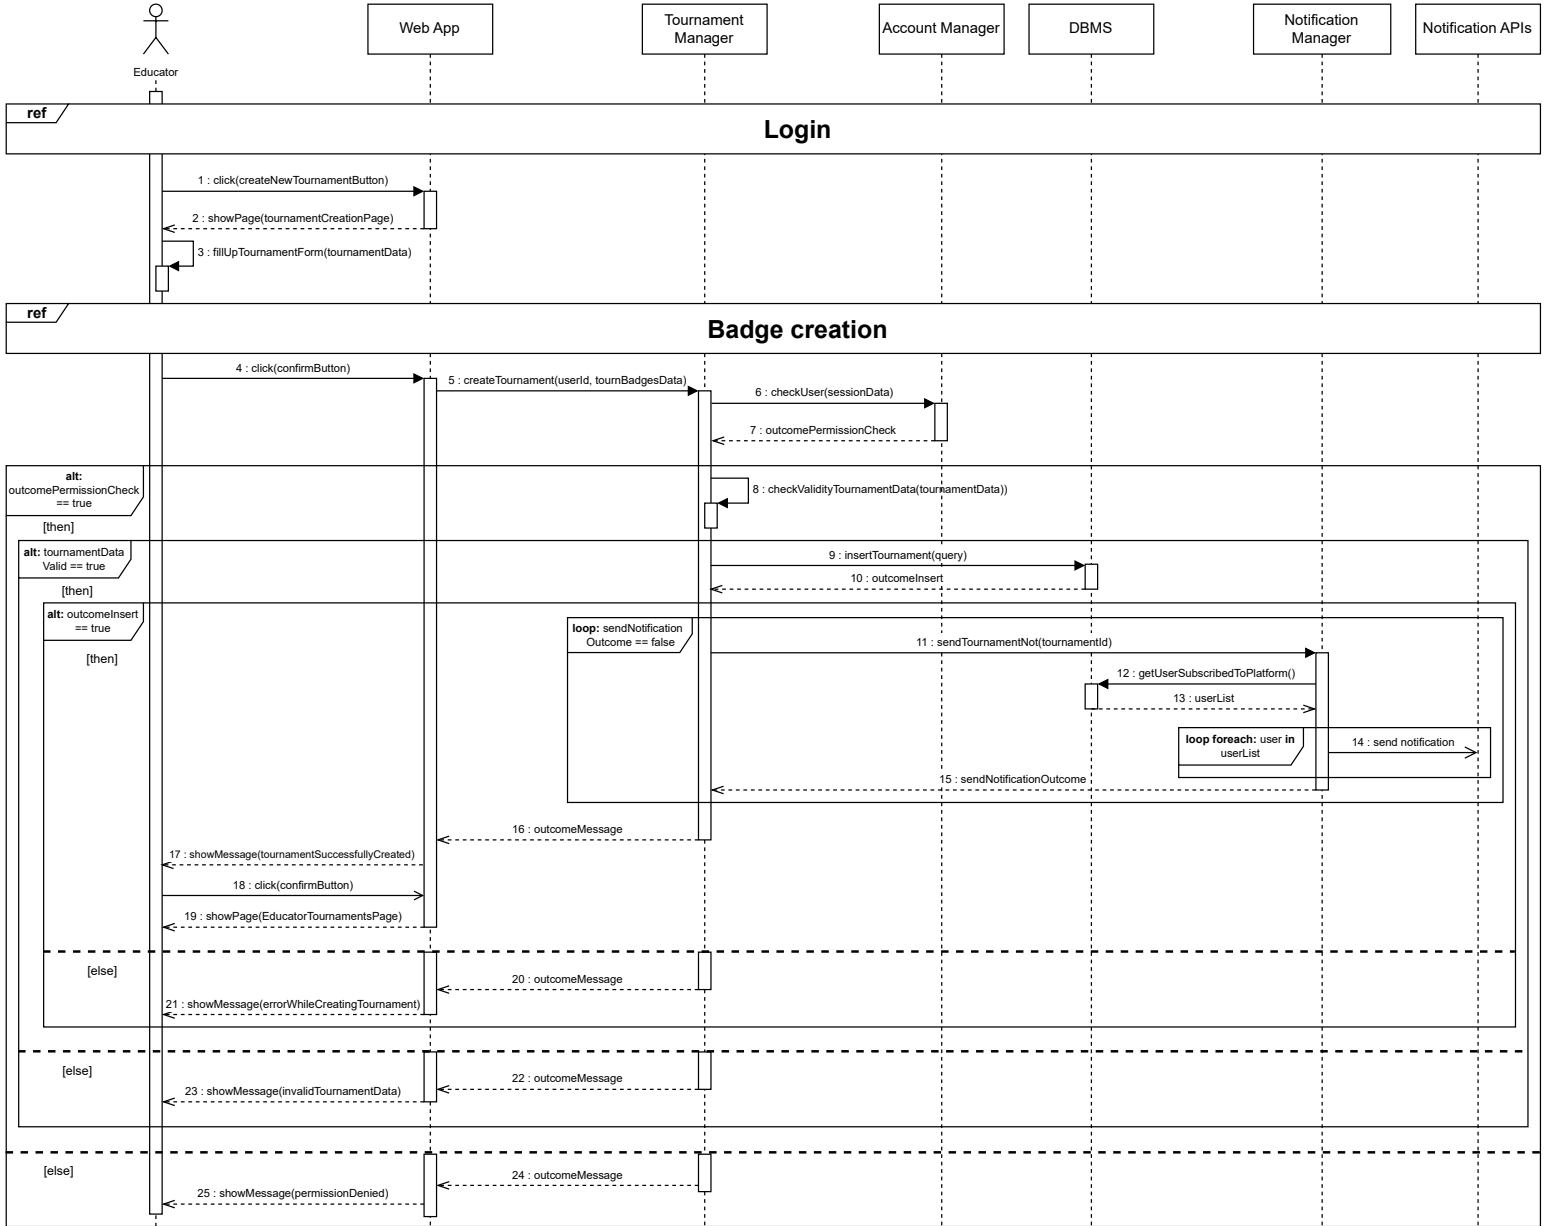 Educator
Web App
Tournament
Manager
Account Manager
DBMS
Notification
Manager
Notification APIs
ref
Login
1 : click(createNewTournamentButton)
2 : showPage(tournamentCreationPage)
3 : fillUpTournamentForm(tournamentData)
ref
Badge creation
4 : click(confirmButton)
5 : createTournament(userId, tournBadgesData)
6 : checkUser(sessionData)
7 : outcomePermissionCheck
alt:
outcomePermissionCheck
== true
[then]
8 : checkValidityTournamentData(tournamentData))
alt: tournamentData
Valid == true
[then]
9 : insertTournament(query)
10 : outcomeInsert
alt: outcomeInsert
== true
[then]
loop: sendNotification
Outcome == false
11 : sendTournamentNot(tournamentId)
12 : getUserSubscribedToPlatform()
13 : userList
loop foreach: user in
userList
14 : send notification
15 : sendNotificationOutcome
16 : outcomeMessage
17 : showMessage(tournamentSuccessfullyCreated)
18 : click(confirmButton)
19 : showPage(EducatorTournamentsPage)
[else]
20 : outcomeMessage
21 : showMessage(errorWhileCreatingTournament)
[else]
22 : outcomeMessage
23 : showMessage(invalidTournamentData)
[else]
24 : outcomeMessage
25 : showMessage(permissionDenied)